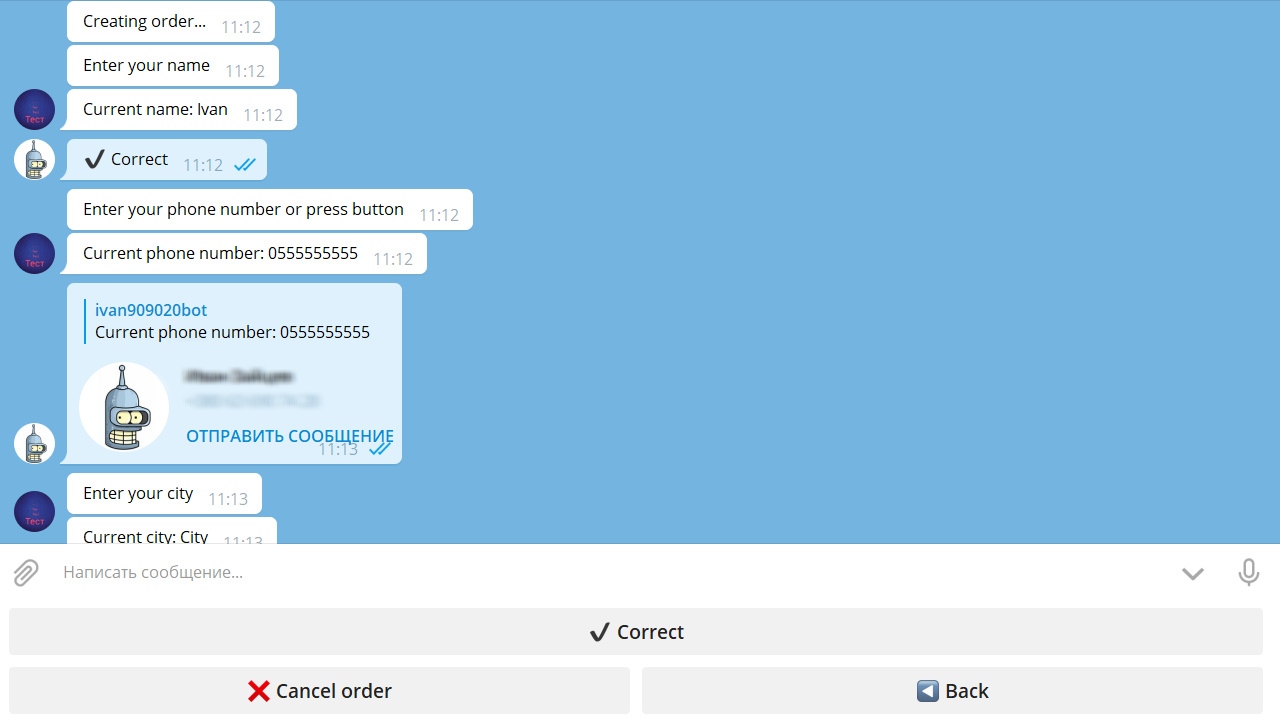 Creating order... 11:12
Enter your name 11:12
Тест
Current name: Ivan 11:12
✔ Correct 11:12
Enter your phone number or press button 11:12
Тест
Current phone number: 0555555555 11:12
ivan909020bot
Current phone number: 0555555555
ОТПРАВИТЬ СООБЩЕНИЕ
11:13
Enter your city 11:13
Тест
Current city: City 11:13
Написать сообщение...
✔ Correct
❌ Cancel order
◀ Back